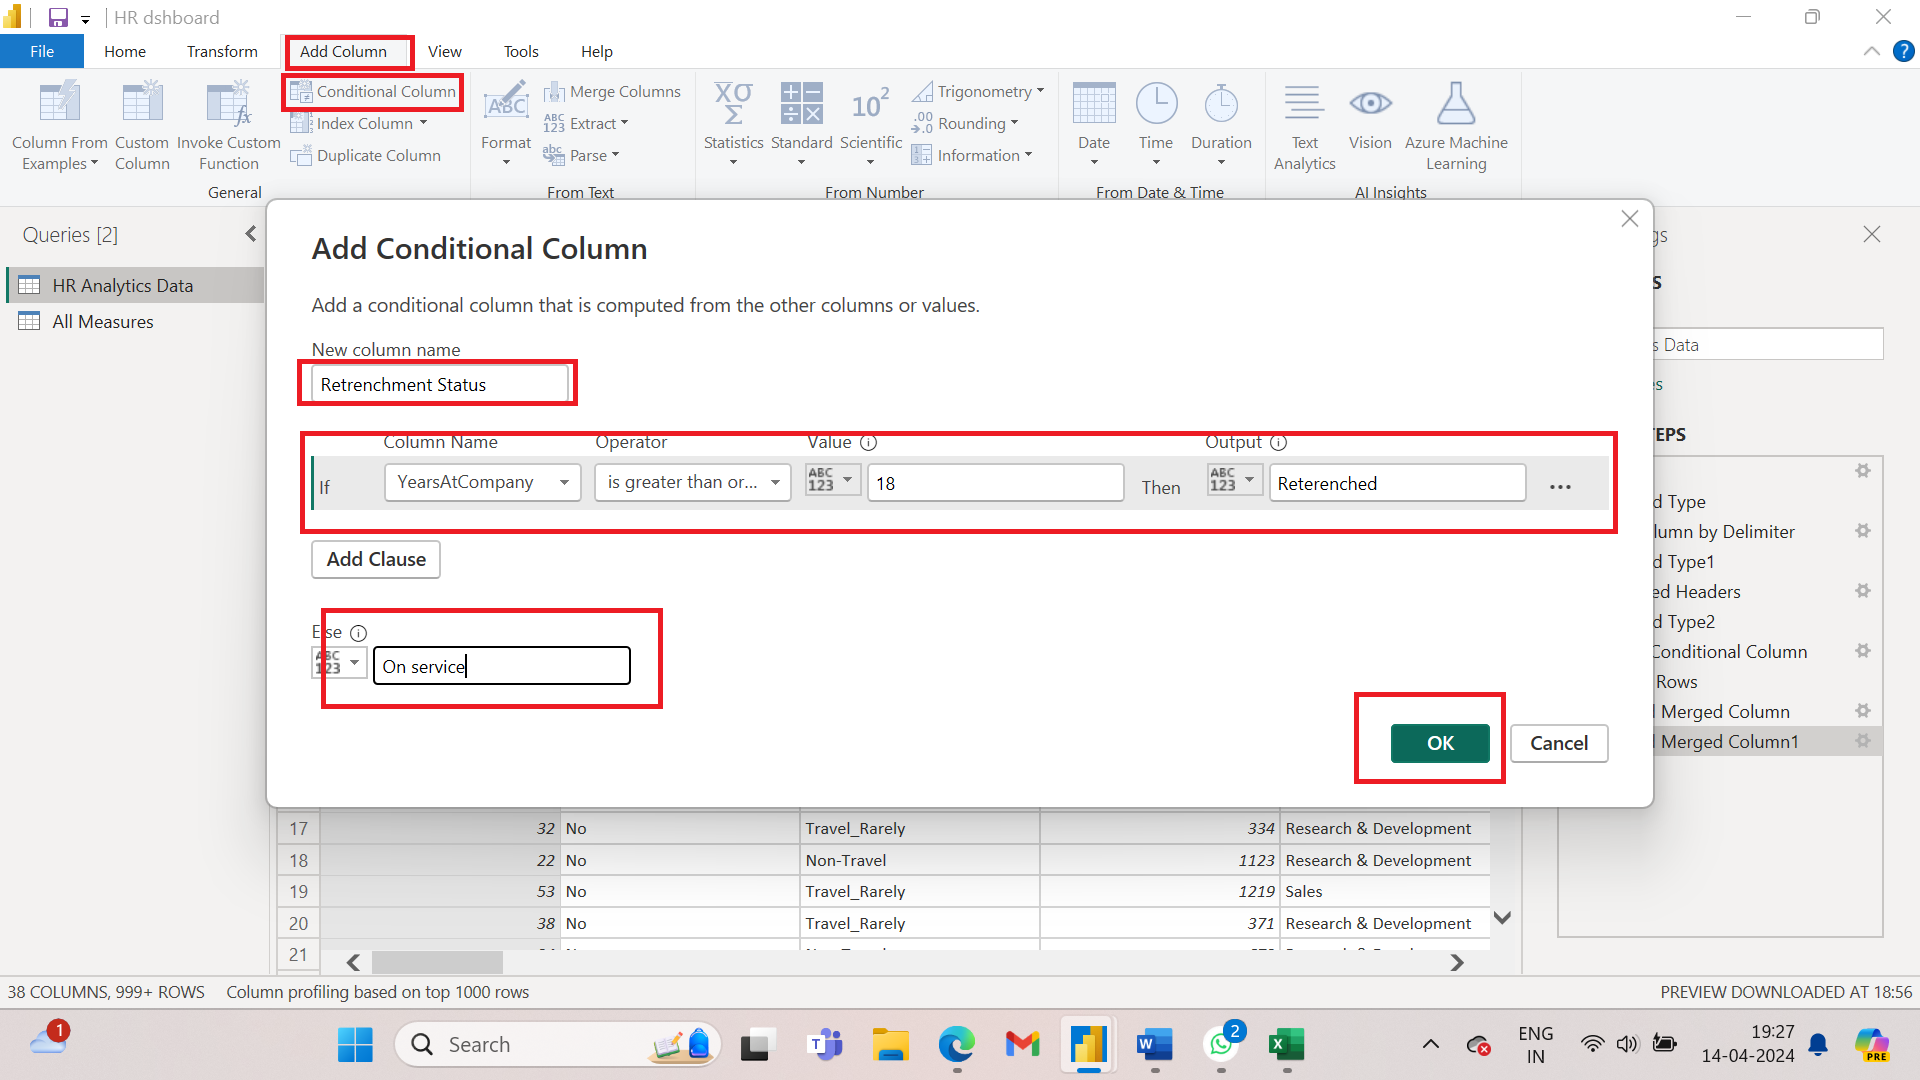 HR dshboard
File Home Transform Add Column View Tools Help
Column From Examples
Custom Column
Invoke Custom Function
Conditional Column
Index Column
Duplicate Column
General
Format
Merge Columns
Extract
Parse
From Text
Statistics
Standard
Scientific
Trigonometry
Rounding
Information
From Number
Date
Time
Duration
From Date & Time
Text Analytics
Vision
Azure Machine Learning
AI Insights
Queries [2]
HR Analytics Data
All Measures
Add Conditional Column
Add a conditional column that is computed from the other columns or values.
New column name
Retrenchment Status
Column Name Operator Value Output
If YearsAtCompany is greater than or... ABC 123 18 Then ABC 123 Reterenched ...
Add Clause
Else
ABC 123 On service
OK Cancel
gs
s Data
EPS
d Type
lumn by Delimiter
d Type1
ed Headers
d Type2
Conditional Column
Rows
Merged Column
Merged Column1
17 32 No Travel_Rarely 334 Research & Development
18 22 No Non-Travel 1123 Research & Development
19 53 No Travel_Rarely 1219 Sales
20 38 No Travel_Rarely 371 Research & Development
21
38 COLUMNS, 999+ ROWS Column profiling based on top 1000 rows PREVIEW DOWNLOADED AT 18:56
1
Search
2
ENG
IN
19:27
14-04-2024
PRE